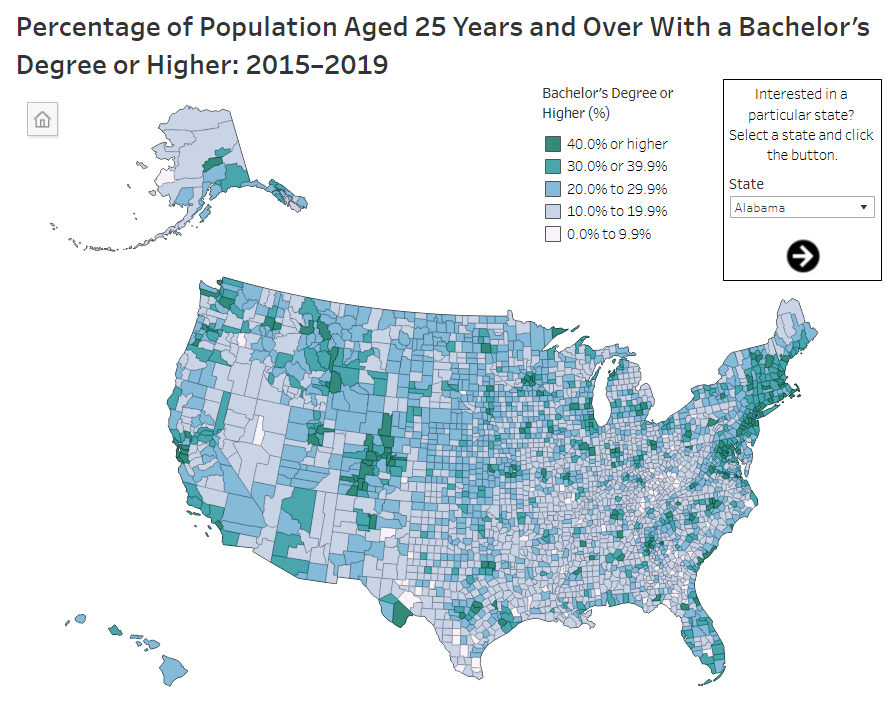 Percentage of Population Aged 25 Years and Over With a Bachelor’s
Degree or Higher: 2015–2019
Bachelor’s Degree or
Higher (%)
40.0% or higher
30.0% or 39.9%
20.0% to 29.9%
10.0% to 19.9%
0.0% to 9.9%
Interested in a
particular state?
Select a state and click
the button.
State
Alabama